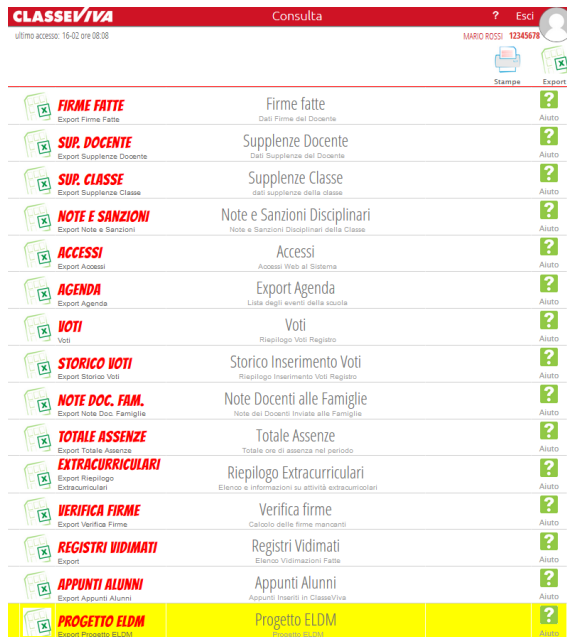 CLASSEVIVA Consulta ? Esci
ultimo accesso: 16-02 ore 08:08 MARIO ROSSI 12345678
Stampe Export
FIRME FATTE Firme fatte ?
Export Firme Fatte Dati Firme del Docente Aiuto
SUP. DOCENTE Supplenze Docente ?
Export Supplenze Docente Dati Supplenze del Docente Aiuto
SUP. CLASSE Supplenze Classe ?
Export Supplenze Classe dati supplenze della classe Aiuto
NOTE E SANZIONI Note e Sanzioni Disciplinari ?
Export Note e Sanzioni Note e Sanzioni Disciplinari della Classe Aiuto
ACCESSI Accessi ?
Export Accessi Accessi Web al Sistema Aiuto
AGENDA Export Agenda ?
Export Agenda Lista degli eventi della scuola Aiuto
VOTI Voti ?
Voti Riepilogo Voti Registro Aiuto
STORICO VOTI Storico Inserimento Voti ?
Export Storico Voti Riepilogo Inserimento Voti Registro Aiuto
NOTE DOC. FAM. Note Docenti alle Famiglie ?
Export Note Doc. Famiglie Note dei Docenti Inviate alle Famiglie Aiuto
TOTALE ASSENZE Totale Assenze ?
Export Totale Assenze Totale ore di assenza nel periodo Aiuto
EXTRACURRICULARI Riepilogo Extracurriculari ?
Export Riepilogo
Extracurriculari Elenco e informazioni su attività extracurricolari Aiuto
VERIFICA FIRME Verifica firme ?
Export Verifica Firme Calcolo delle firme mancanti Aiuto
REGISTRI VIDIMATI Registri Vidimati ?
Export Elenco Vidimazioni Fatte Aiuto
APPUNTI ALUNNI Appunti Alunni ?
Export Appunti Alunni Appunti Inseriti in ClasseViva Aiuto
PROGETTO ELDM Progetto ELDM ?
Export Progetto ELDM Progetto ELDM Aiuto